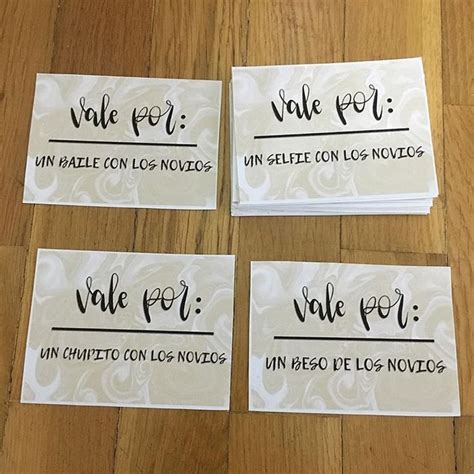 Vale por:
UN BAILE CON LOS NOVIOS
Vale por:
UN SELFIE CON LOS NOVIOS
Vale por:
UN CHUPITO CON LOS NOVIOS
Vale por:
UN BESO DE LOS NOVIOS